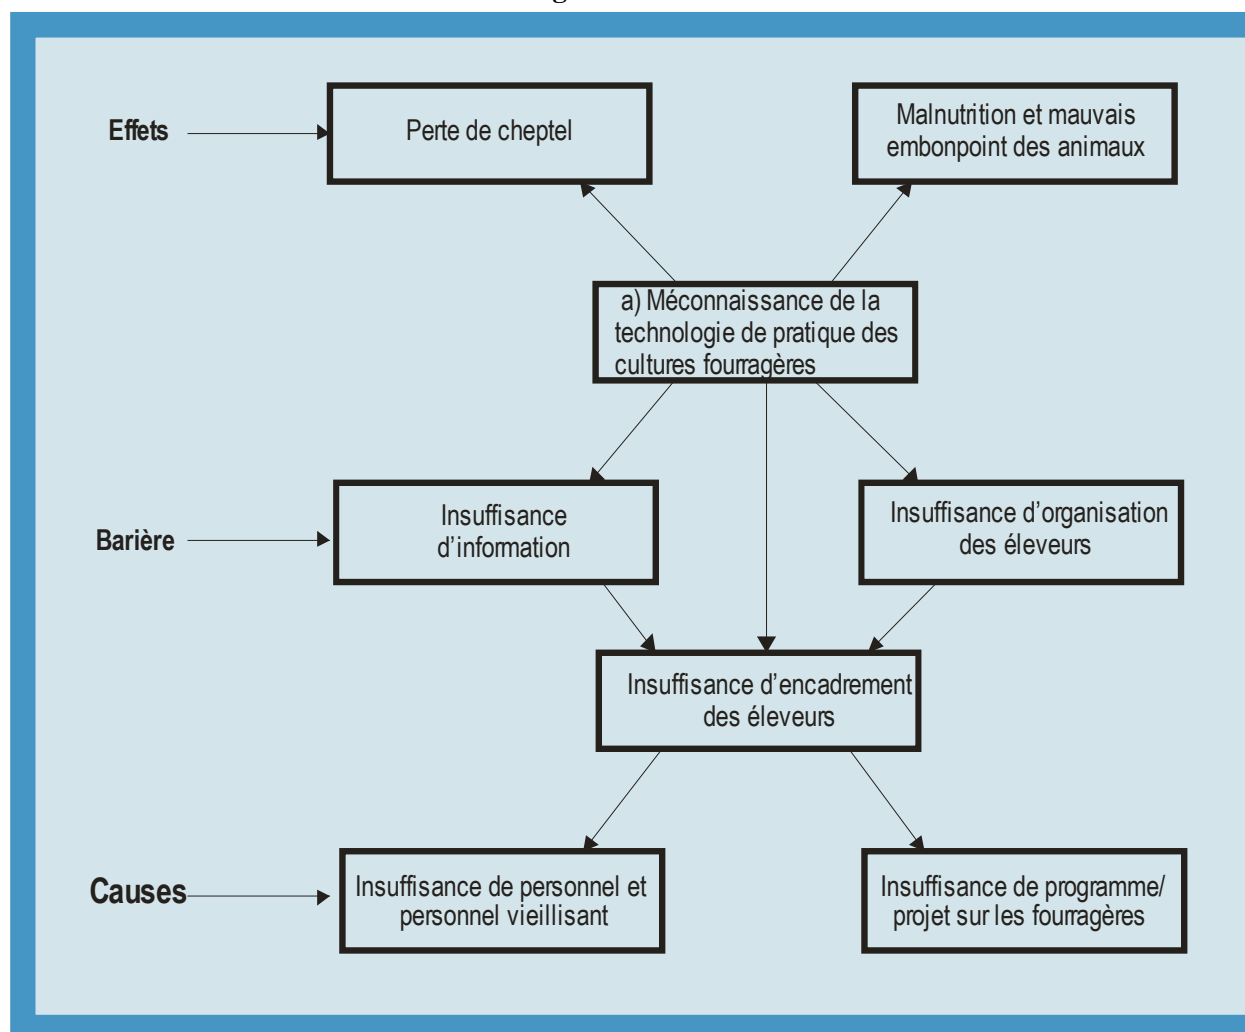 g
Effets
Perte de cheptel
Malnutrition et mauvais
embonpoint des animaux
a) Méconnaissance de la
technologie de pratique des
cultures fourragères
Insuffisance
d’information
Barière
Insuffisance d’organisation
des éleveurs
Insuffisance d’encadrement
des éleveurs
Causes
Insuffisance de personnel et
personnel vieillisant
Insuffisance de programme/
projet sur les fourragères